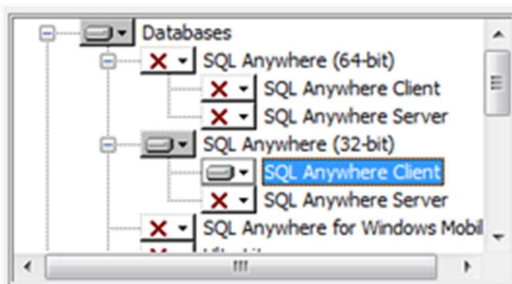 Databases
SQL Anywhere (64-bit)
SQL Anywhere Client
SQL Anywhere Server
SQL Anywhere (32-bit)
SQL Anywhere Client
SQL Anywhere Server
SQL Anywhere for Windows Mobil